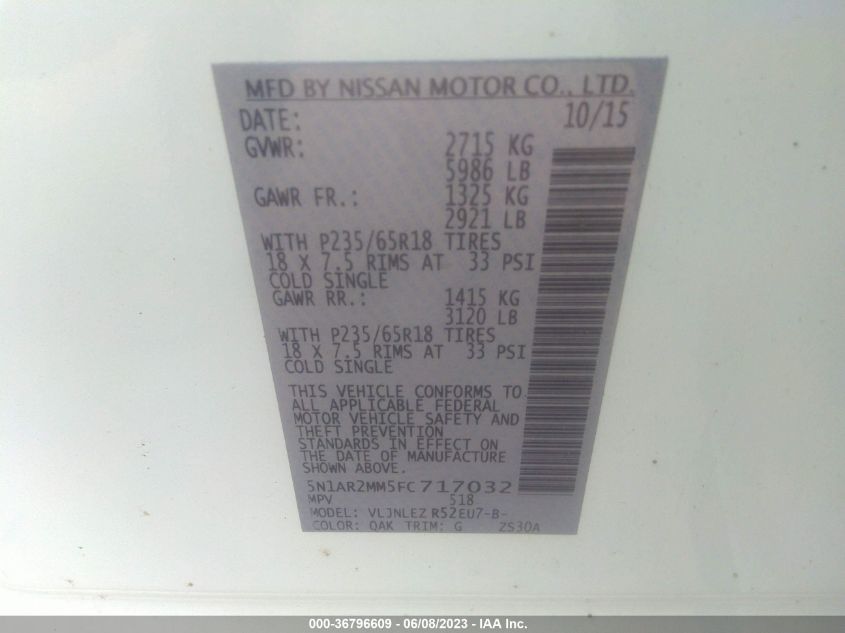 MFD BY NISSAN MOTOR CO., LTD.
DATE: 10/15
GVWR: 2715 KG
5986 LB
GAWR FR.: 1325 KG
2921 LB
WITH P235/65R18 TIRES
18 X 7.5 RIMS AT 33 PSI
COLD SINGLE
GAWR RR.: 1415 KG
3120 LB
WITH P235/65R18 TIRES
18 X 7.5 RIMS AT 33 PSI
COLD SINGLE
THIS VEHICLE CONFORMS TO
ALL APPLICABLE FEDERAL
MOTOR VEHICLE SAFETY AND
THEFT PREVENTION
STANDARDS IN EFFECT ON
THE DATE OF MANUFACTURE
SHOWN ABOVE.
5N1AR2MM5FC717032
MPV 518
MODEL: VLJNLEZ R52EU7-B-
COLOR: QAK TRIM: G ZS30A
000-36796609 - 06/08/2023 - IAA Inc.